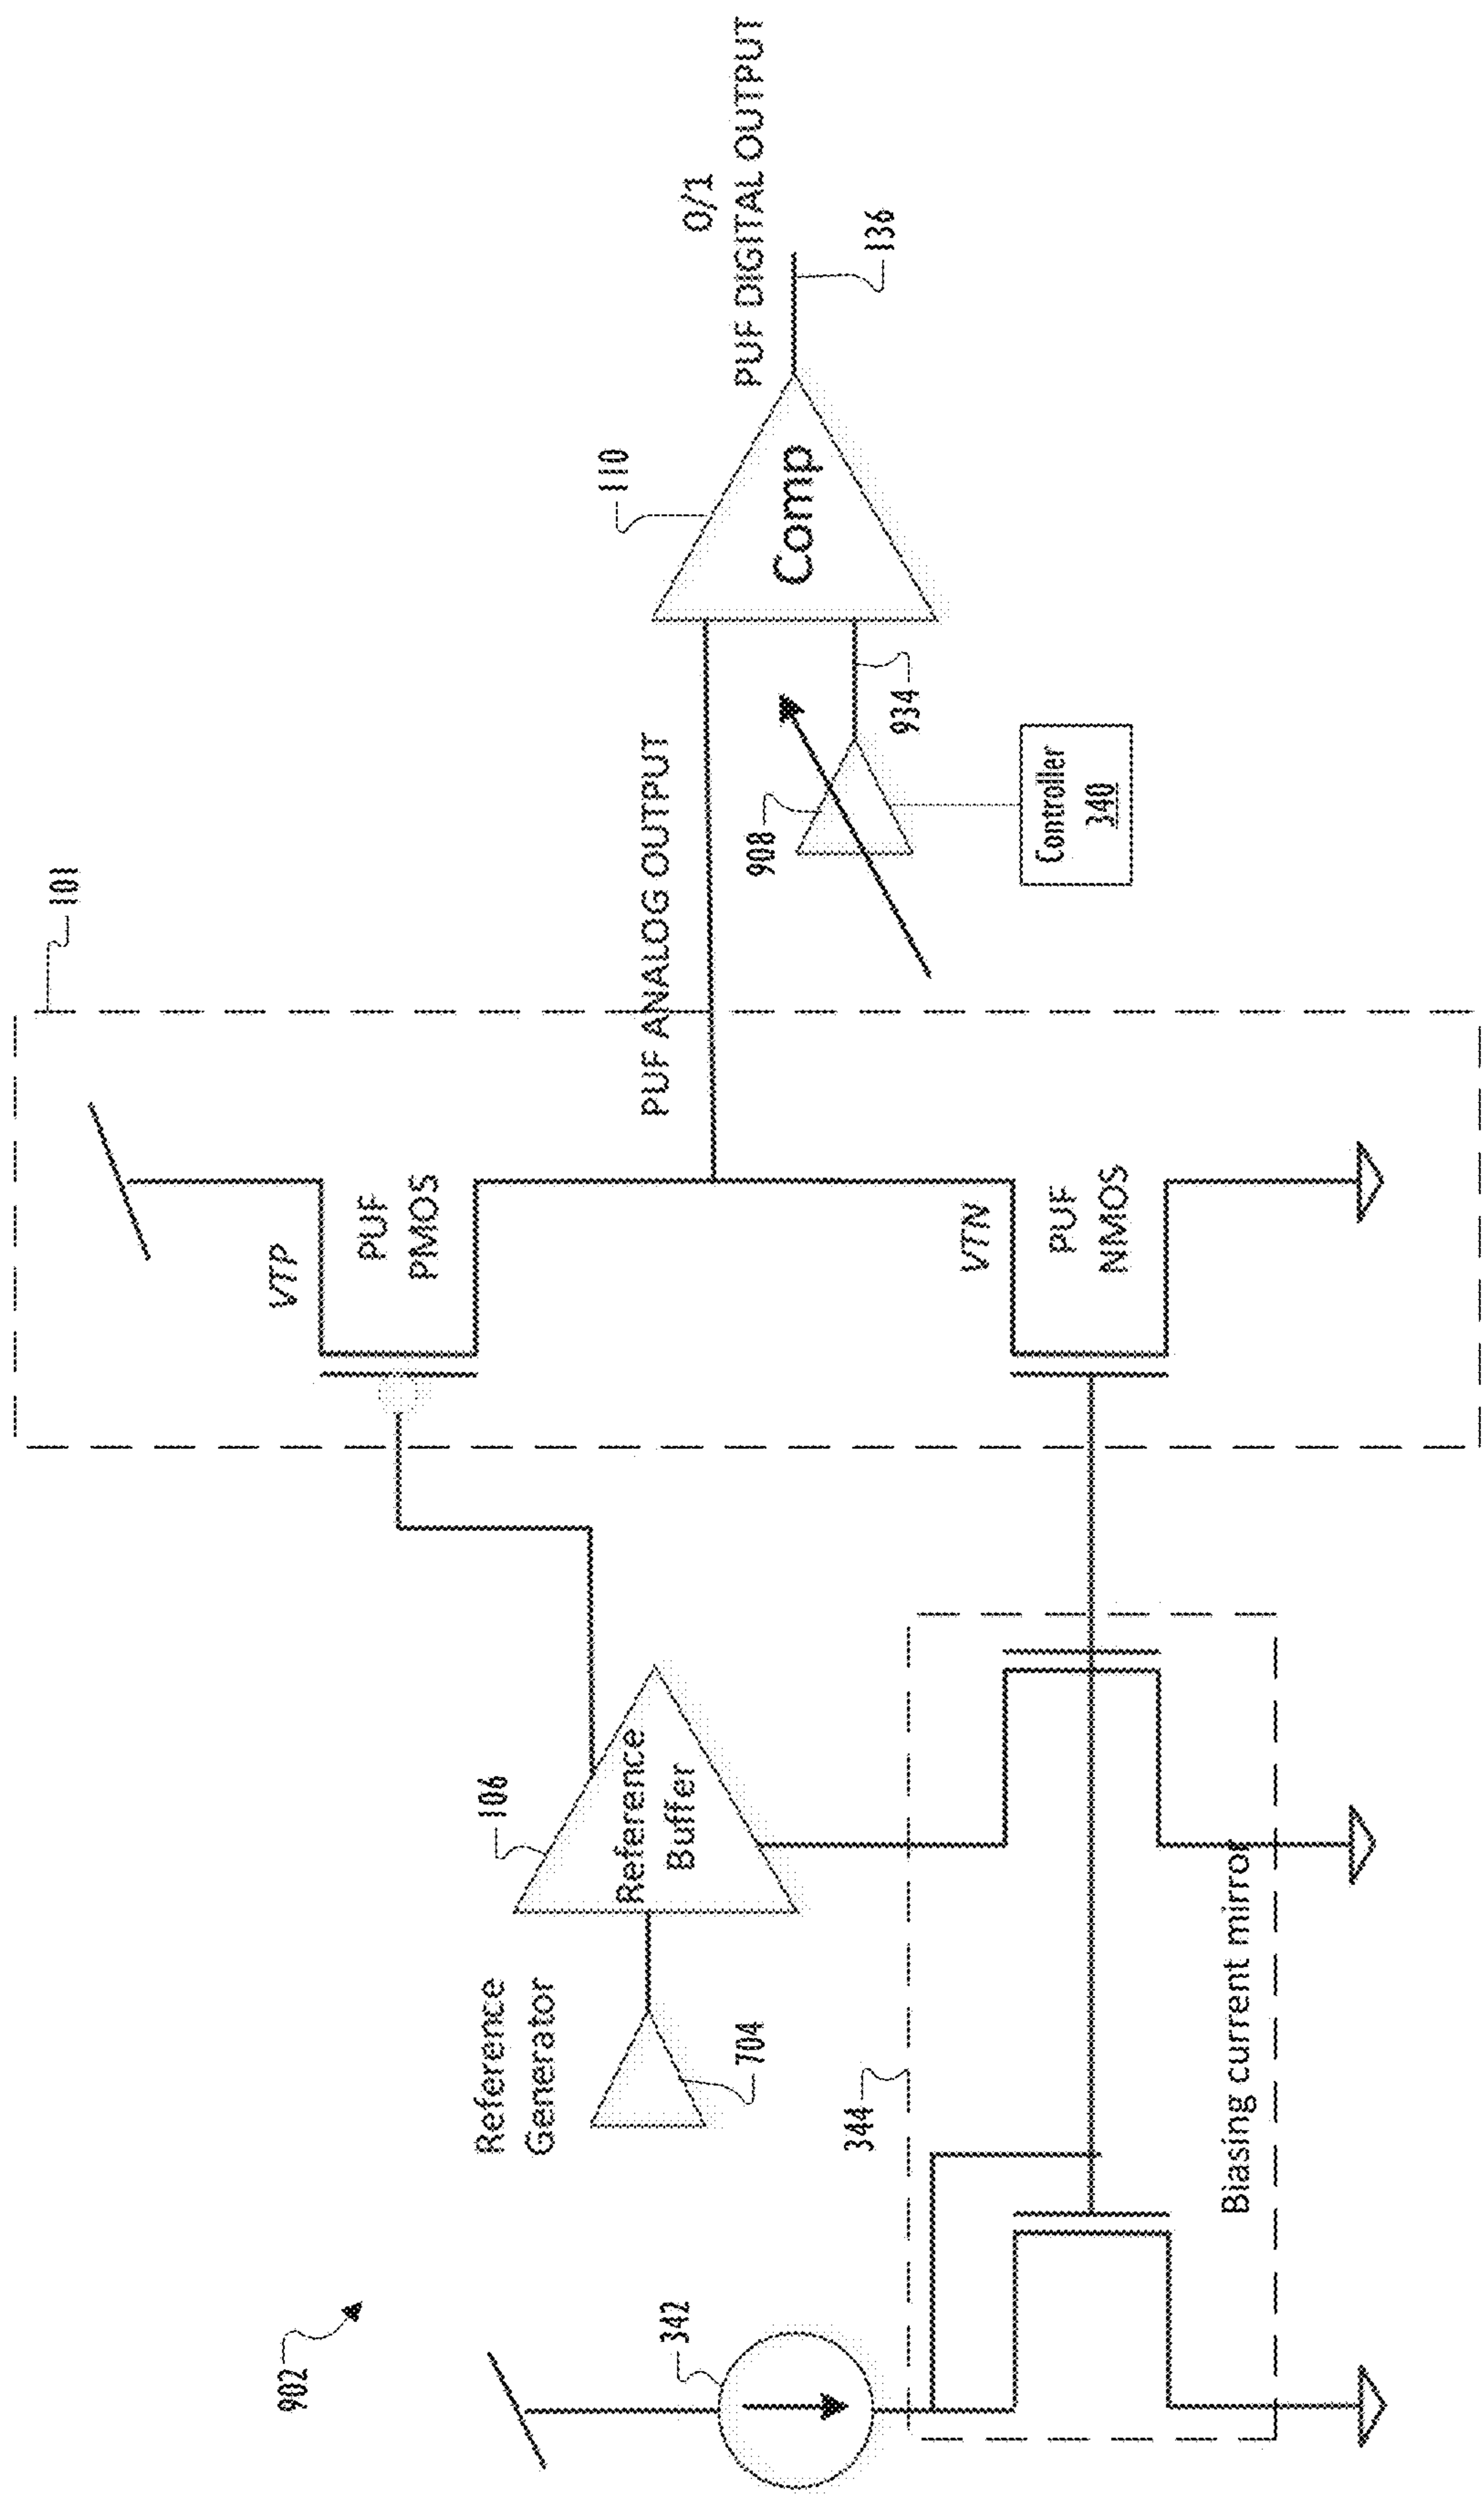 902
342
Reference
Generator
704
106
Reference
Buffer
344
Biasing current mirror
101
VTP
PUF
PMOS
VTN
PUF
NMOS
PUF ANALOG OUTPUT
908
934
Controller
340
110
Comp
0/1
PUF DIGITAL OUTPUT
136